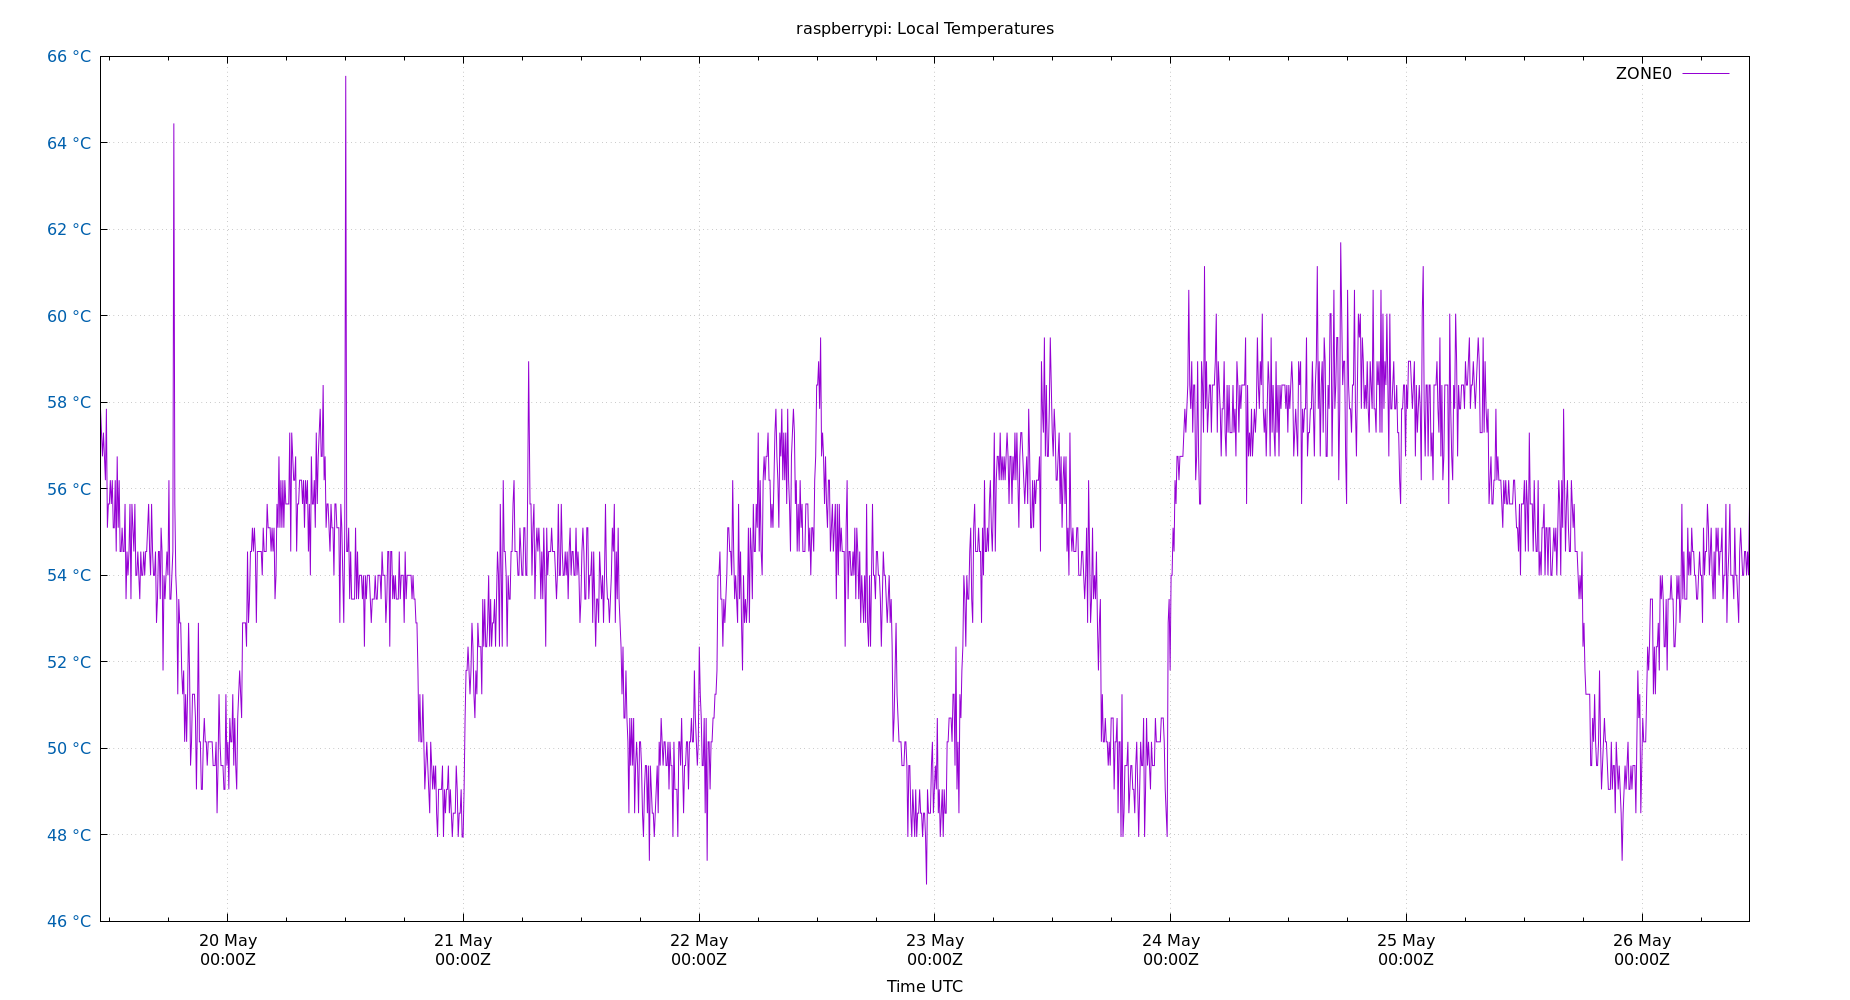 raspberrypi: Local Temperatures
66 °C
ZONE0
64 °C
62 °C
60 °C
58 °C
56 °C
54 °C
52 °C
50 °C
48 °C
46 °C
20 May 21 May 22 May 23 May 24 May 25 May 26 May
00:00Z 00:00Z 00:00Z 00:00Z 00:00Z 00:00Z 00:00Z
Time UTC